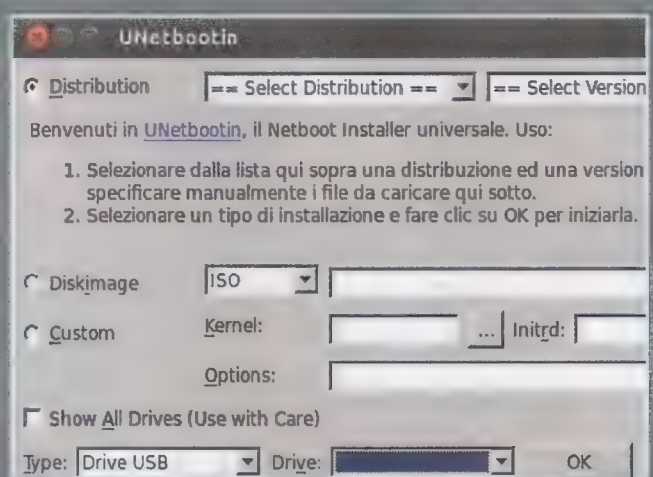 UNetbootin
Distribution == Select Distribution == == Select Version
Benvenuti in UNetbootin, il Netboot Installer universale. Uso:
1. Selezionare dalla lista qui sopra una distribuzione ed una version
specificare manualmente i file da caricare qui sotto.
2. Selezionare un tipo di installazione e fare clic su OK per iniziarla.
Diskimage ISO
Custom Kernel: ... Initrd:
Options:
Show All Drives (Use with Care)
Type: Drive USB Drive: OK